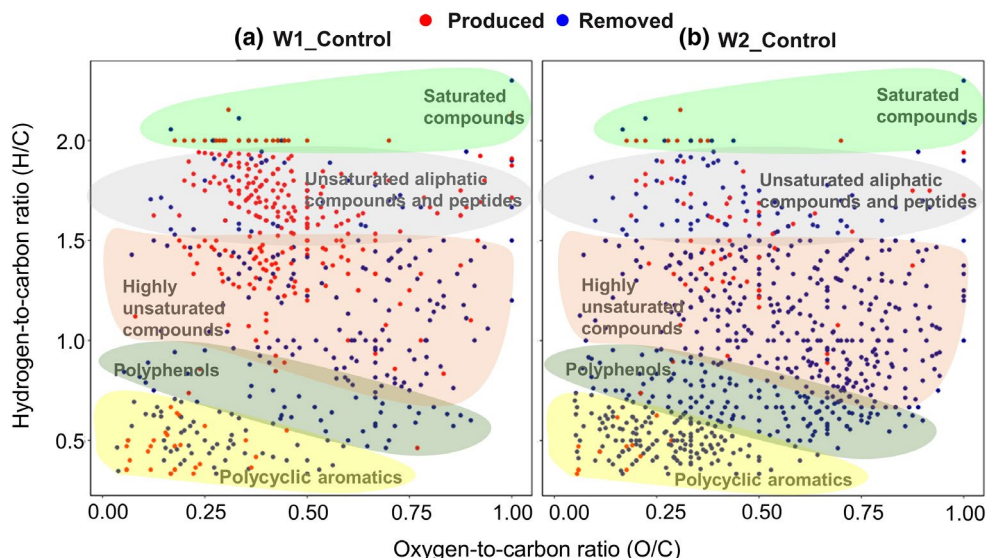 Produced Removed
(a) W1_Control
(b) W2_Control
Hydrogen-to-carbon ratio (H/C)
2.0
1.5
1.0
0.5
Saturated
compounds
Unsaturated aliphatic
compounds and peptides
Highly
unsaturated
compounds
Polyphenols
Polycyclic aromatics
Saturated
compounds
Unsaturated aliphatic
compounds and peptides
Highly
unsaturated
compounds
Polyphenols
Polycyclic aromatics
0.00 0.25 0.50 0.75 1.00
0.00 0.25 0.50 0.75 1.00
Oxygen-to-carbon ratio (O/C)